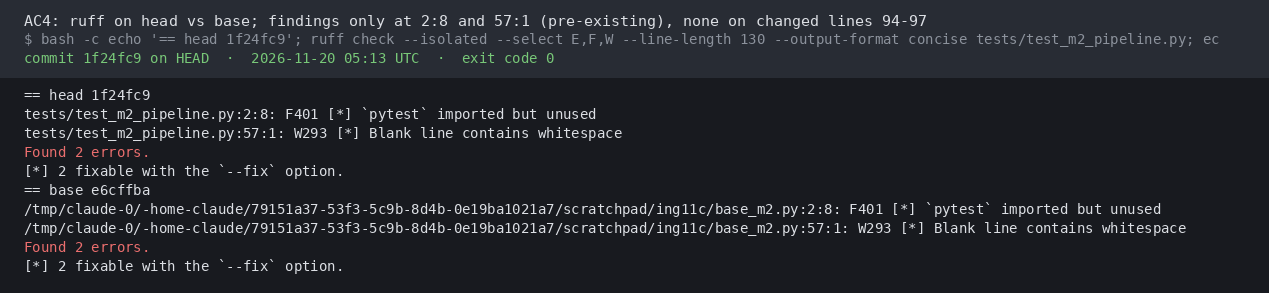 AC4: ruff on head vs base; findings only at 2:8 and 57:1 (pre-existing), none on changed lines 94-97
$ bash -c echo '== head 1f24fc9'; ruff check --isolated --select E,F,W --line-length 130 --output-format concise tests/test_m2_pipeline.py; ec
commit 1f24fc9 on HEAD · 2026-11-20 05:13 UTC · exit code 0
== head 1f24fc9
tests/test_m2_pipeline.py:2:8: F401 [*] `pytest` imported but unused
tests/test_m2_pipeline.py:57:1: W293 [*] Blank line contains whitespace
Found 2 errors.
[*] 2 fixable with the `--fix` option.
== base e6cffba
/tmp/claude-0/-home-claude/79151a37-53f3-5c9b-8d4b-0e19ba1021a7/scratchpad/ing11c/base_m2.py:2:8: F401 [*] `pytest` imported but unused
/tmp/claude-0/-home-claude/79151a37-53f3-5c9b-8d4b-0e19ba1021a7/scratchpad/ing11c/base_m2.py:57:1: W293 [*] Blank line contains whitespace
Found 2 errors.
[*] 2 fixable with the `--fix` option.